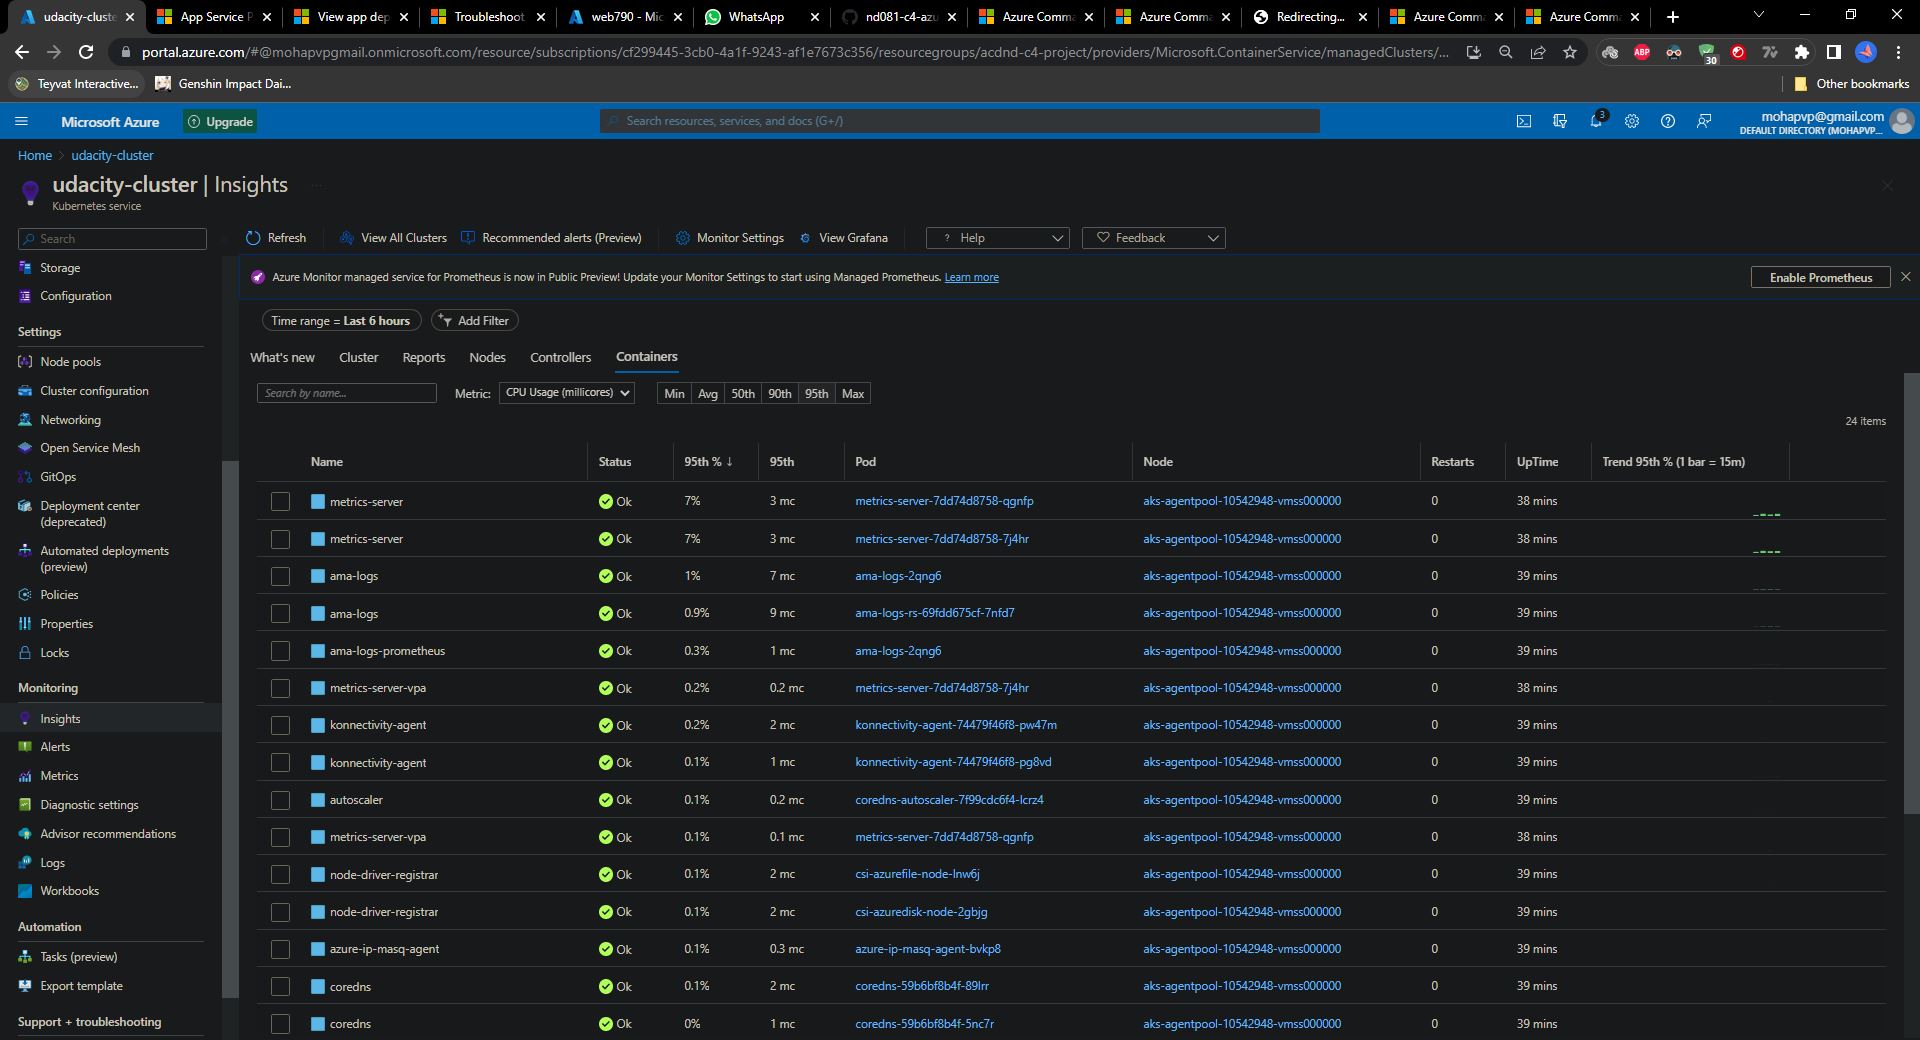 udacity-cluste
App Service P
View app dep
Troubleshoot
web790 - Mic
WhatsApp
nd081-c4-azu
Azure Comma
Azure Comma
Redirecting...
Azure Comma
Azure Comma
portal.azure.com/#@mohapvpgmail.onmicrosoft.com/resource/subscriptions/cf299445-3cb0-4a1f-9243-af1e7673c356/resourcegroups/acdnd-c4-project/providers/Microsoft.ContainerService/managedClusters/...
ABP
30
Teyvat Interactive...
Genshin Impact Dai...
Other bookmarks
Microsoft Azure
Upgrade
Search resources, services, and docs (G+/)
3
mohapvp@gmail.com
DEFAULT DIRECTORY (MOHAPVP...
Home > udacity-cluster
udacity-cluster | Insights ...
Kubernetes service
Search
Refresh
View All Clusters
Recommended alerts (Preview)
Monitor Settings
View Grafana
? Help
Feedback
Storage
Configuration
Settings
Node pools
Cluster configuration
Networking
Open Service Mesh
GitOps
Deployment center
(deprecated)
Automated deployments
(preview)
Policies
Properties
Locks
Monitoring
Insights
Alerts
Metrics
Diagnostic settings
Advisor recommendations
Logs
Workbooks
Automation
Tasks (preview)
Export template
Support + troubleshooting
Azure Monitor managed service for Prometheus is now in Public Preview! Update your Monitor Settings to start using Managed Prometheus. Learn more
Enable Prometheus
Time range = Last 6 hours
Add Filter
What's new Cluster Reports Nodes Controllers Containers
Search by name...
Metric: CPU Usage (millicores)
Min Avg 50th 90th 95th Max
24 items
Name Status 95th % ↓ 95th Pod Node Restarts UpTime Trend 95th % (1 bar = 15m)
metrics-server Ok 7% 3 mc metrics-server-7dd74d8758-qgnfp aks-agentpool-10542948-vmss000000 0 38 mins
metrics-server Ok 7% 3 mc metrics-server-7dd74d8758-7j4hr aks-agentpool-10542948-vmss000000 0 38 mins
ama-logs Ok 1% 7 mc ama-logs-2qng6 aks-agentpool-10542948-vmss000000 0 39 mins
ama-logs Ok 0.9% 9 mc ama-logs-rs-69fdd675cf-7nfd7 aks-agentpool-10542948-vmss000000 0 39 mins
ama-logs-prometheus Ok 0.3% 1 mc ama-logs-2qng6 aks-agentpool-10542948-vmss000000 0 39 mins
metrics-server-vpa Ok 0.2% 0.2 mc metrics-server-7dd74d8758-7j4hr aks-agentpool-10542948-vmss000000 0 38 mins
konnectivity-agent Ok 0.2% 2 mc konnectivity-agent-74479f46f8-pw47m aks-agentpool-10542948-vmss000000 0 39 mins
konnectivity-agent Ok 0.1% 1 mc konnectivity-agent-74479f46f8-pg8vd aks-agentpool-10542948-vmss000000 0 39 mins
autoscaler Ok 0.1% 0.2 mc coredns-autoscaler-7f99cdc6f4-lcrz4 aks-agentpool-10542948-vmss000000 0 39 mins
metrics-server-vpa Ok 0.1% 0.1 mc metrics-server-7dd74d8758-qgnfp aks-agentpool-10542948-vmss000000 0 38 mins
node-driver-registrar Ok 0.1% 2 mc csi-azurefile-node-lnw6j aks-agentpool-10542948-vmss000000 0 39 mins
node-driver-registrar Ok 0.1% 2 mc csi-azuredisk-node-2gbjg aks-agentpool-10542948-vmss000000 0 39 mins
azure-ip-masq-agent Ok 0.1% 0.3 mc azure-ip-masq-agent-bvkp8 aks-agentpool-10542948-vmss000000 0 39 mins
coredns Ok 0.1% 2 mc coredns-59b6bf8b4f-89lrr aks-agentpool-10542948-vmss000000 0 39 mins
coredns Ok 0% 1 mc coredns-59b6bf8b4f-5nc7r aks-agentpool-10542948-vmss000000 0 39 mins